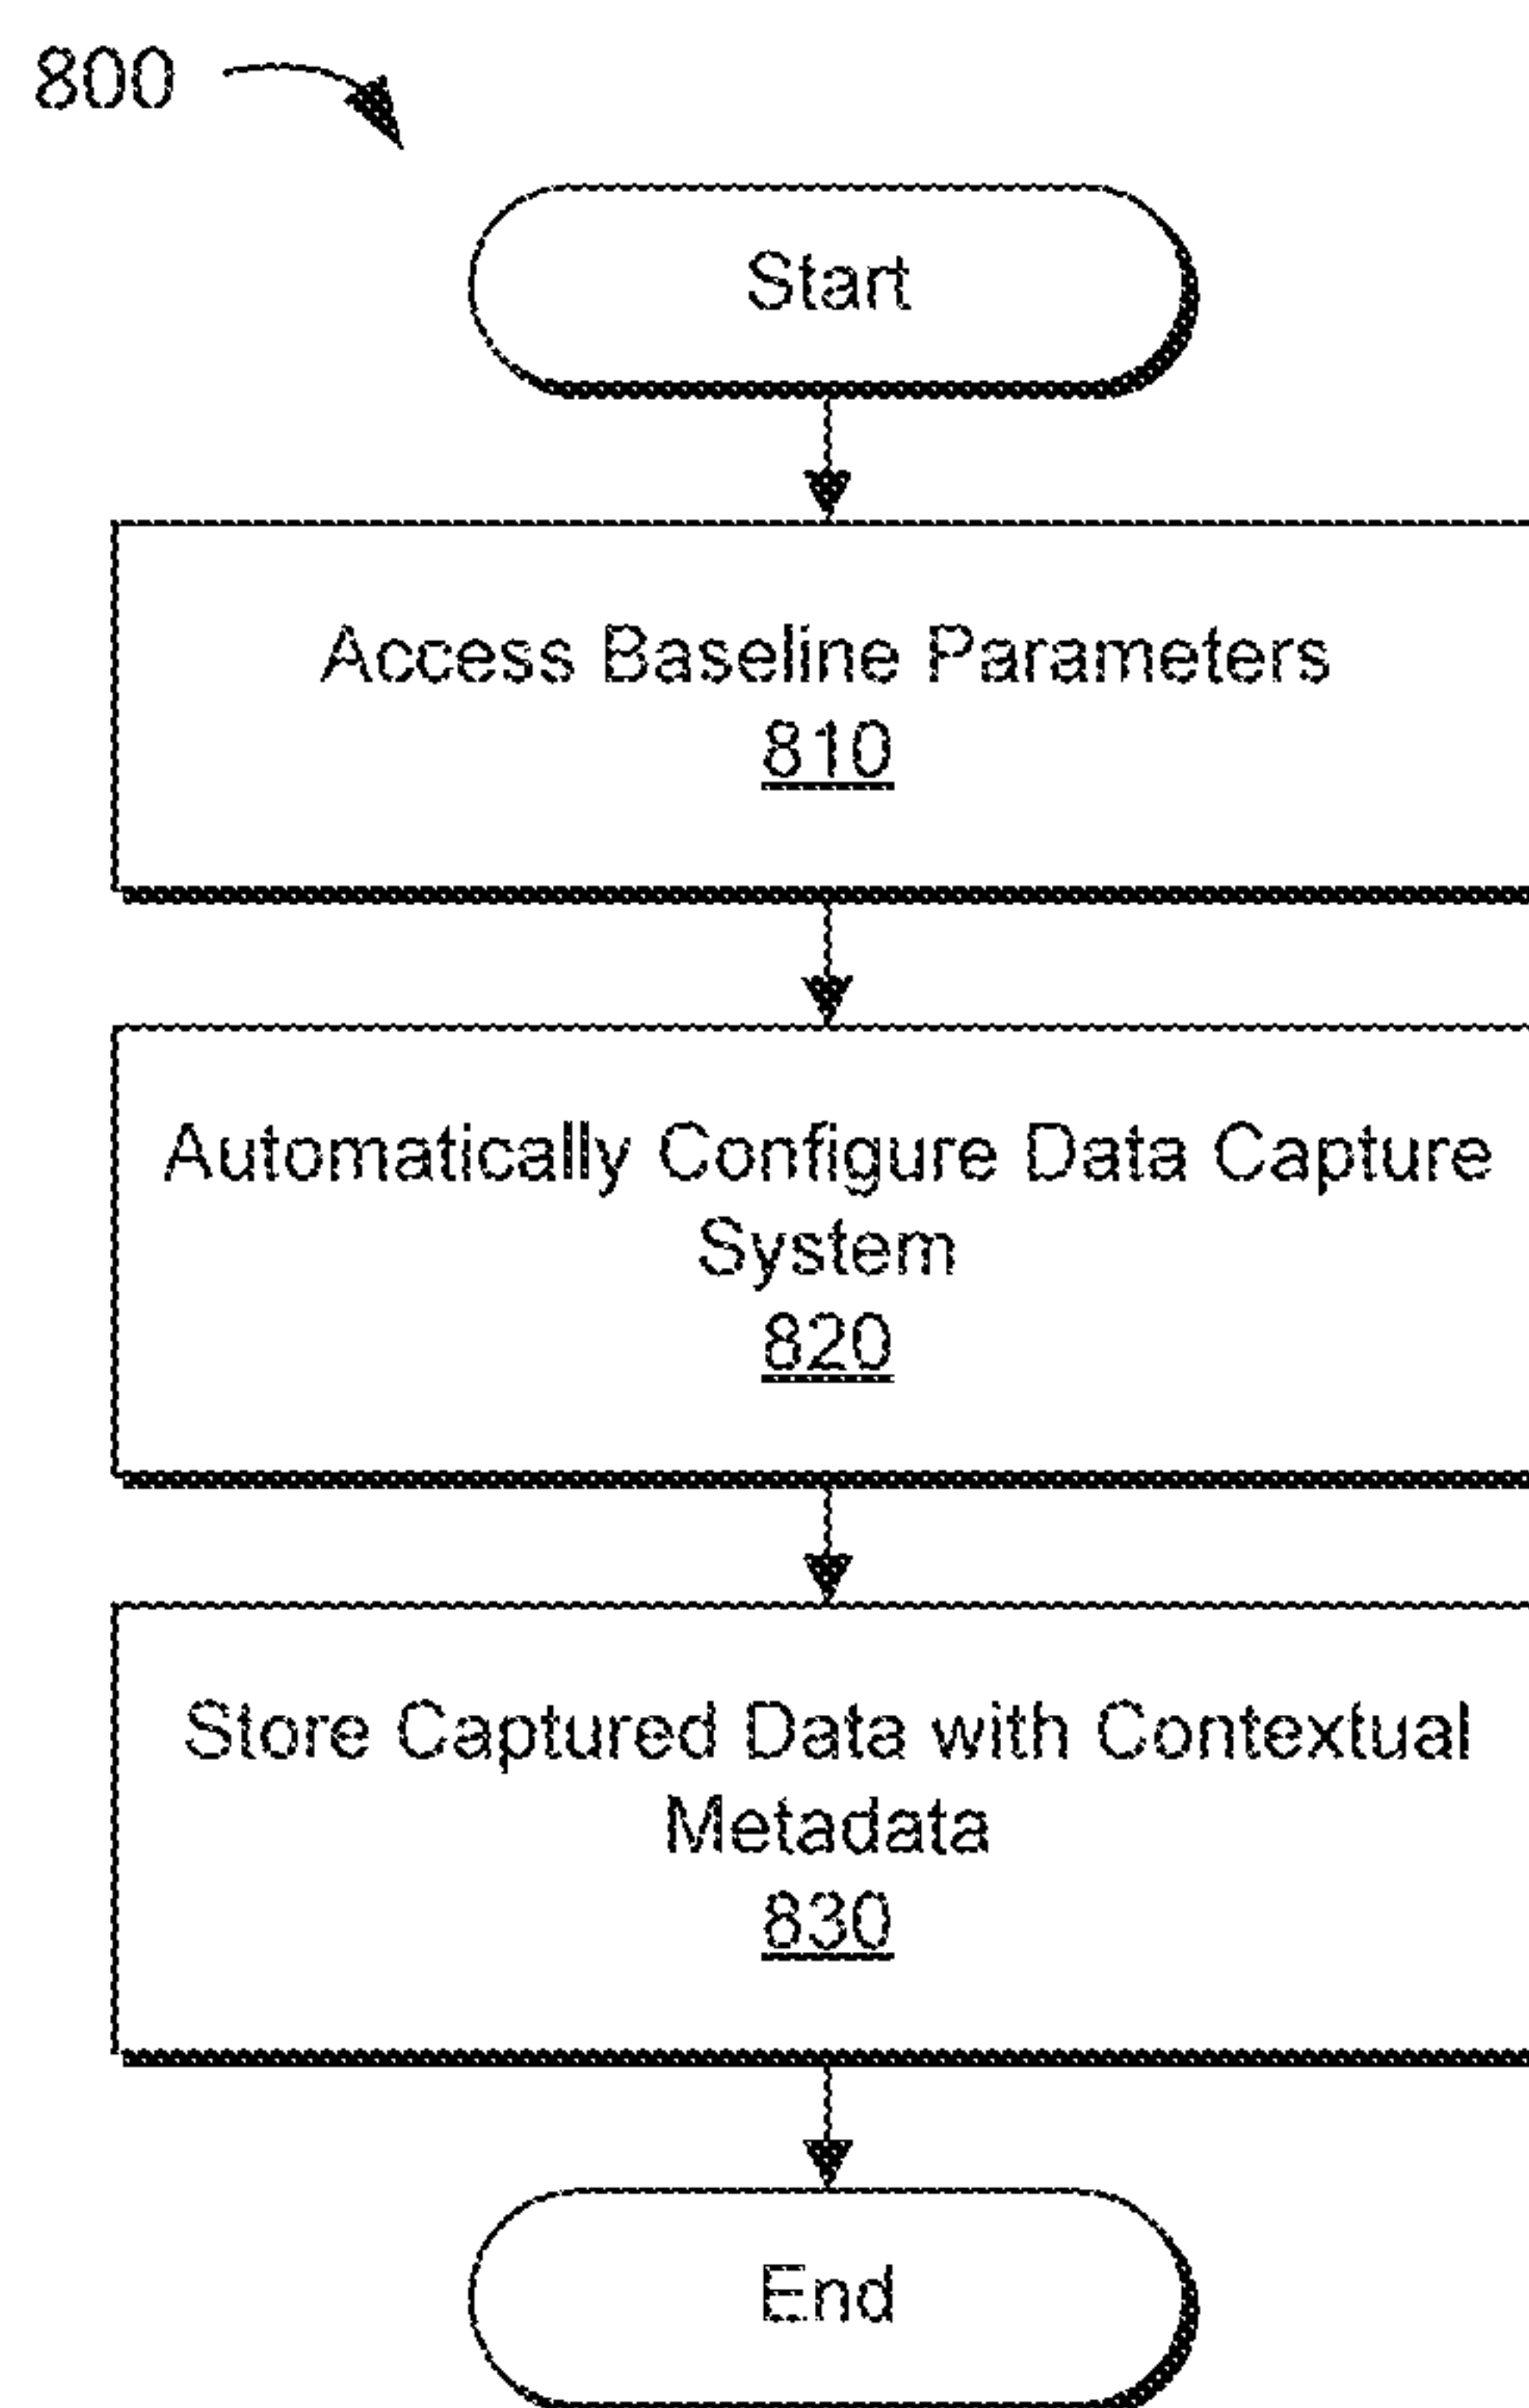 800
Start
Access Baseline Parameters
810
Automatically Configure Data Capture
System
820
Store Captured Data with Contextual
Metadata
830
End